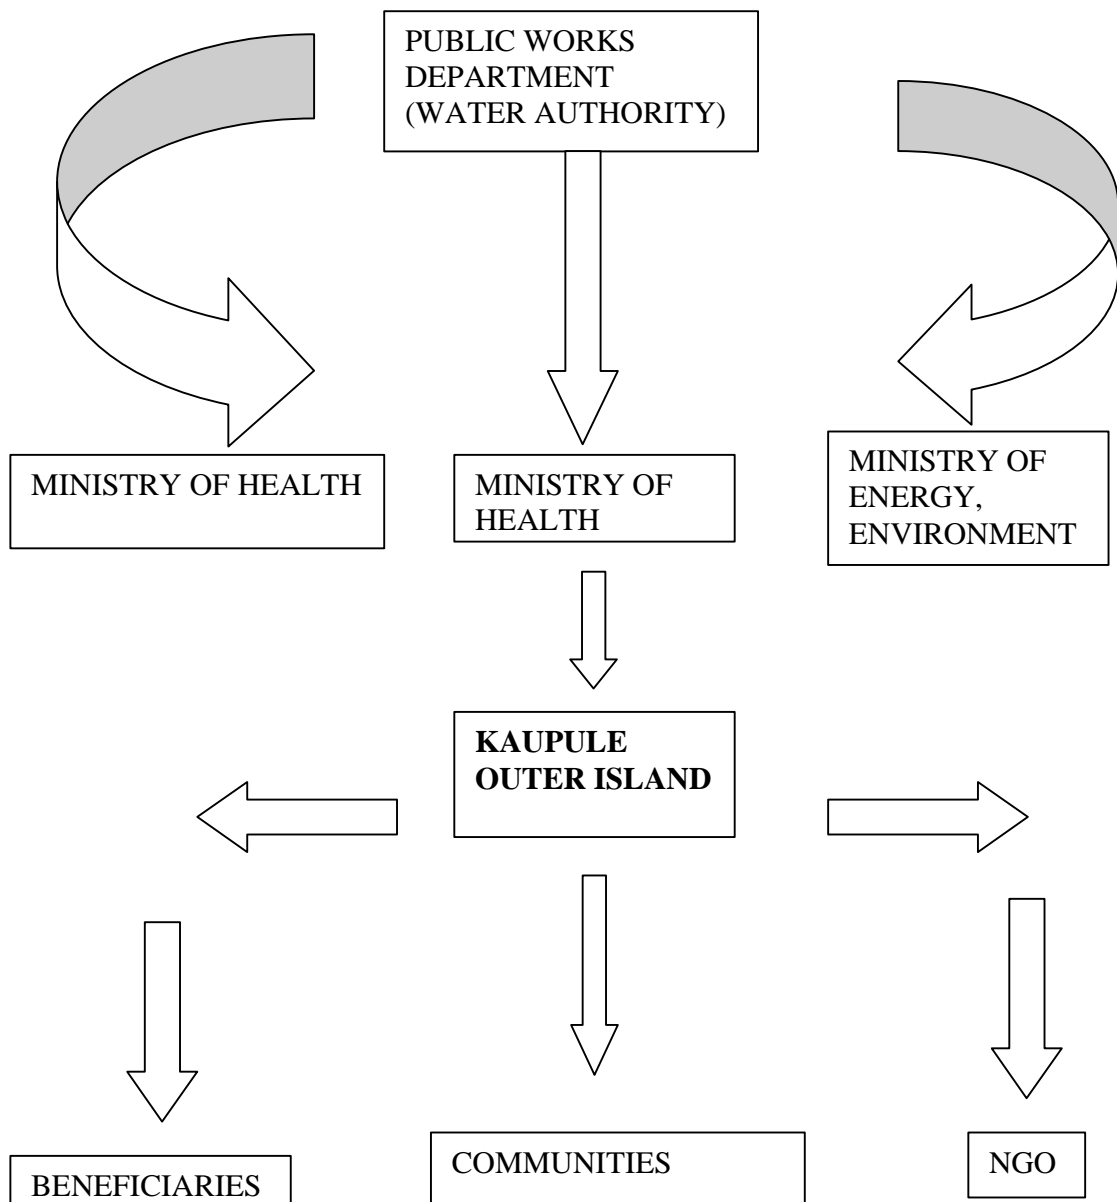 PUBLIC WORKS
DEPARTMENT
(WATER AUTHORITY)
MINISTRY OF HEALTH
MINISTRY OF
HEALTH
MINISTRY OF
ENERGY,
ENVIRONMENT
KAUPULE
OUTER ISLAND
BENEFICIARIES
COMMUNITIES
NGO